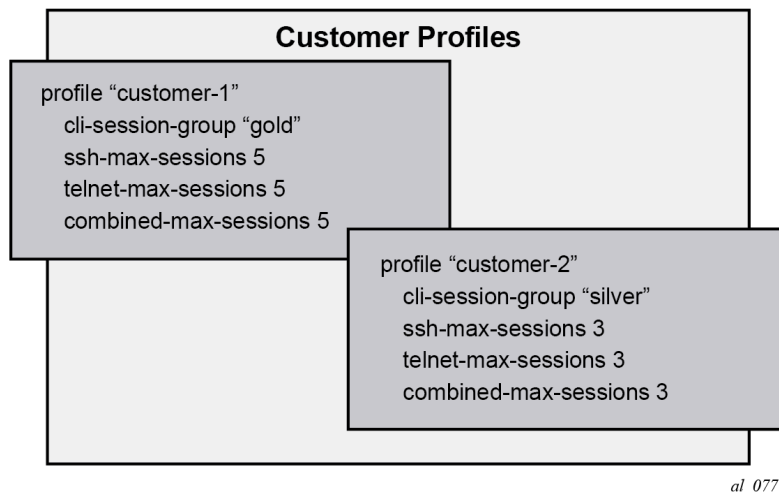 Customer Profiles
profile “customer-1”
cli-session-group “gold”
ssh-max-sessions 5
telnet-max-sessions 5
combined-max-sessions 5
profile “customer-2”
cli-session-group “silver”
ssh-max-sessions 3
telnet-max-sessions 3
combined-max-sessions 3
al_077